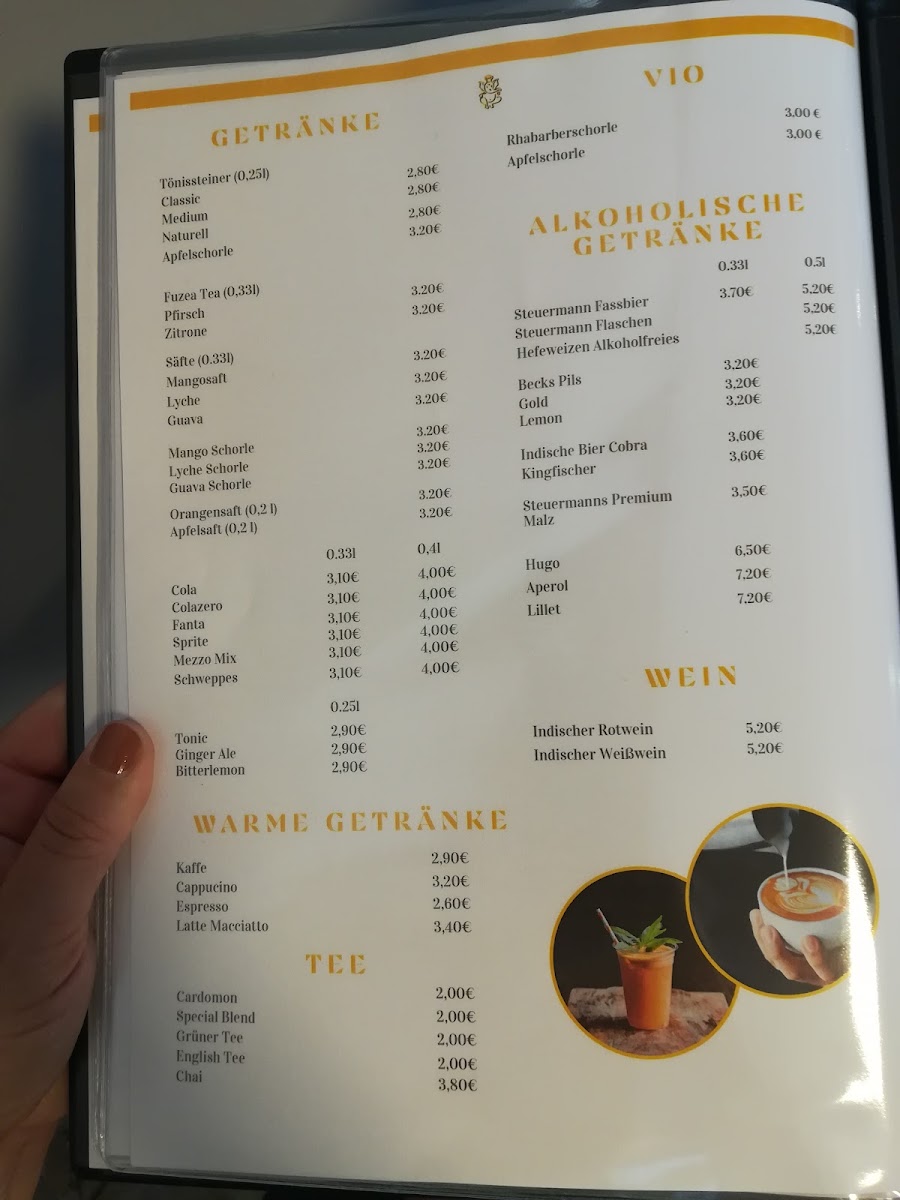 GETRÄNKE
Tönissteiner (0,25l)
Classic 2,80€
Medium 2,80€
Naturell 2,80€
Apfelschorle 3.20€
Fuzea Tea (0,33l)
Pfirsch 3.20€
Zitrone 3.20€
Säfte (0.33l)
Mangosaft 3.20€
Lyche 3.20€
Guava 3.20€
Mango Schorle 3.20€
Lyche Schorle 3.20€
Guava Schorle 3.20€
Orangensaft (0,2 l) 3.20€
Apfelsaft (0,2 l) 3.20€
0.33l 0,4l
Cola 3,10€ 4,00€
Colazero 3,10€ 4,00€
Fanta 3,10€ 4,00€
Sprite 3,10€ 4,00€
Mezzo Mix 3,10€ 4,00€
Schweppes 3,10€ 4,00€
0.25l
Tonic 2,90€
Ginger Ale 2,90€
Bitterlemon 2,90€
WARME GETRÄNKE
Kaffe 2,90€
Cappucino 3,20€
Espresso 2,60€
Latte Macciatto 3,40€
TEE
Cardomon 2,00€
Special Blend 2,00€
Grüner Tee 2,00€
English Tee 2,00€
Chai 3,80€
VIO
Rhabarberschorle 3,00 €
Apfelschorle 3,00 €
ALKOHOLISCHE
GETRÄNKE
0.33l 0.5l
Steuermann Fassbier 3.70€ 5,20€
Steuermann Flaschen 5,20€
Hefeweizen Alkoholfreies 5,20€
Becks Pils 3,20€
Gold 3,20€
Lemon 3,20€
Indische Bier Cobra 3,60€
Kingfischer 3,60€
Steuermanns Premium 3,50€
Malz
Hugo 6,50€
Aperol 7,20€
Lillet 7,20€
WEIN
Indischer Rotwein 5,20€
Indischer Weißwein 5,20€